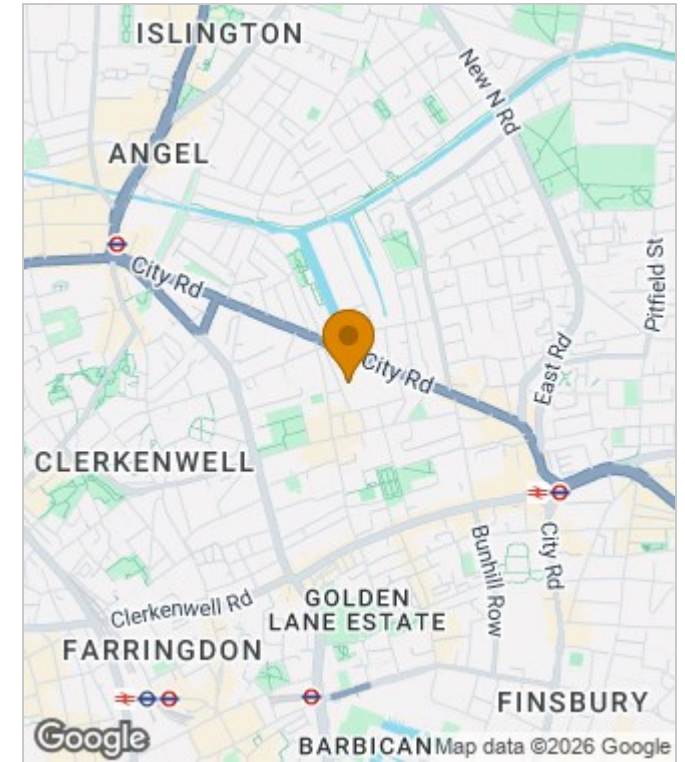 ISLINGTON
New N Rd
ANGEL
City Rd
Pitfield St
City Rd
East Rd
CLERKENWELL
City Rd
Bunhill Row
Clerkenwell Rd
GOLDEN
LANE ESTATE
FARRINGDON
FINSBURY
BARBICAN
Google
Map data ©2026 Google